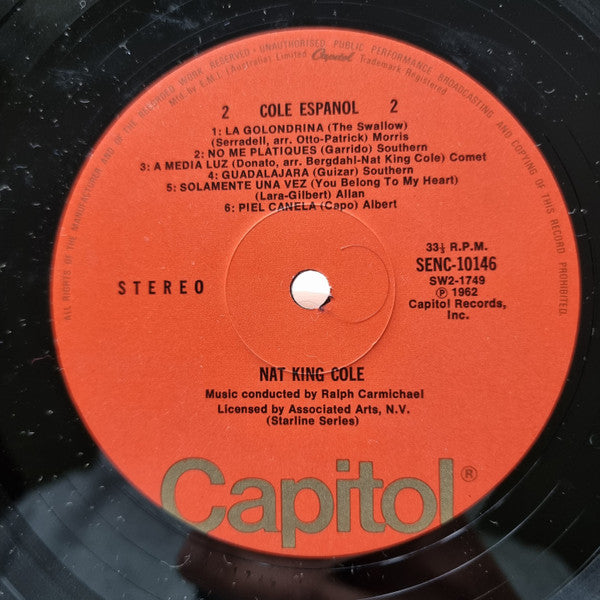 ALL RIGHTS OF THE MANUFACTURER AND OF THE OWNER OF THE RECORDED WORK RESERVED · UNAUTHORISED PUBLIC PERFORMANCE, BROADCASTING AND COPYING OF THIS RECORD PROHIBITED.
Mfd by E.M.I. (Australia) Limited Capitol Trademark Registered
2 COLE ESPANOL 2
1: LA GOLONDRINA (The Swallow)
(Serradell, arr. Otto-Patrick) Morris
2: NO ME PLATIQUES (Garrido) Southern
3: A MEDIA LUZ (Donato, arr. Bergdahl-Nat King Cole) Comet
4: GUADALAJARA (Guizar) Southern
5: SOLAMENTE UNA VEZ (You Belong To My Heart)
(Lara-Gilbert) Allan
6: PIEL CANELA (Capo) Albert
STEREO
33⅓ R.P.M.
SENC-10146
SW2-1749
℗ 1962
Capitol Records,
Inc.
NAT KING COLE
Music conducted by Ralph Carmichael
Licensed by Associated Arts, N.V.
(Starline Series)
Capitol®